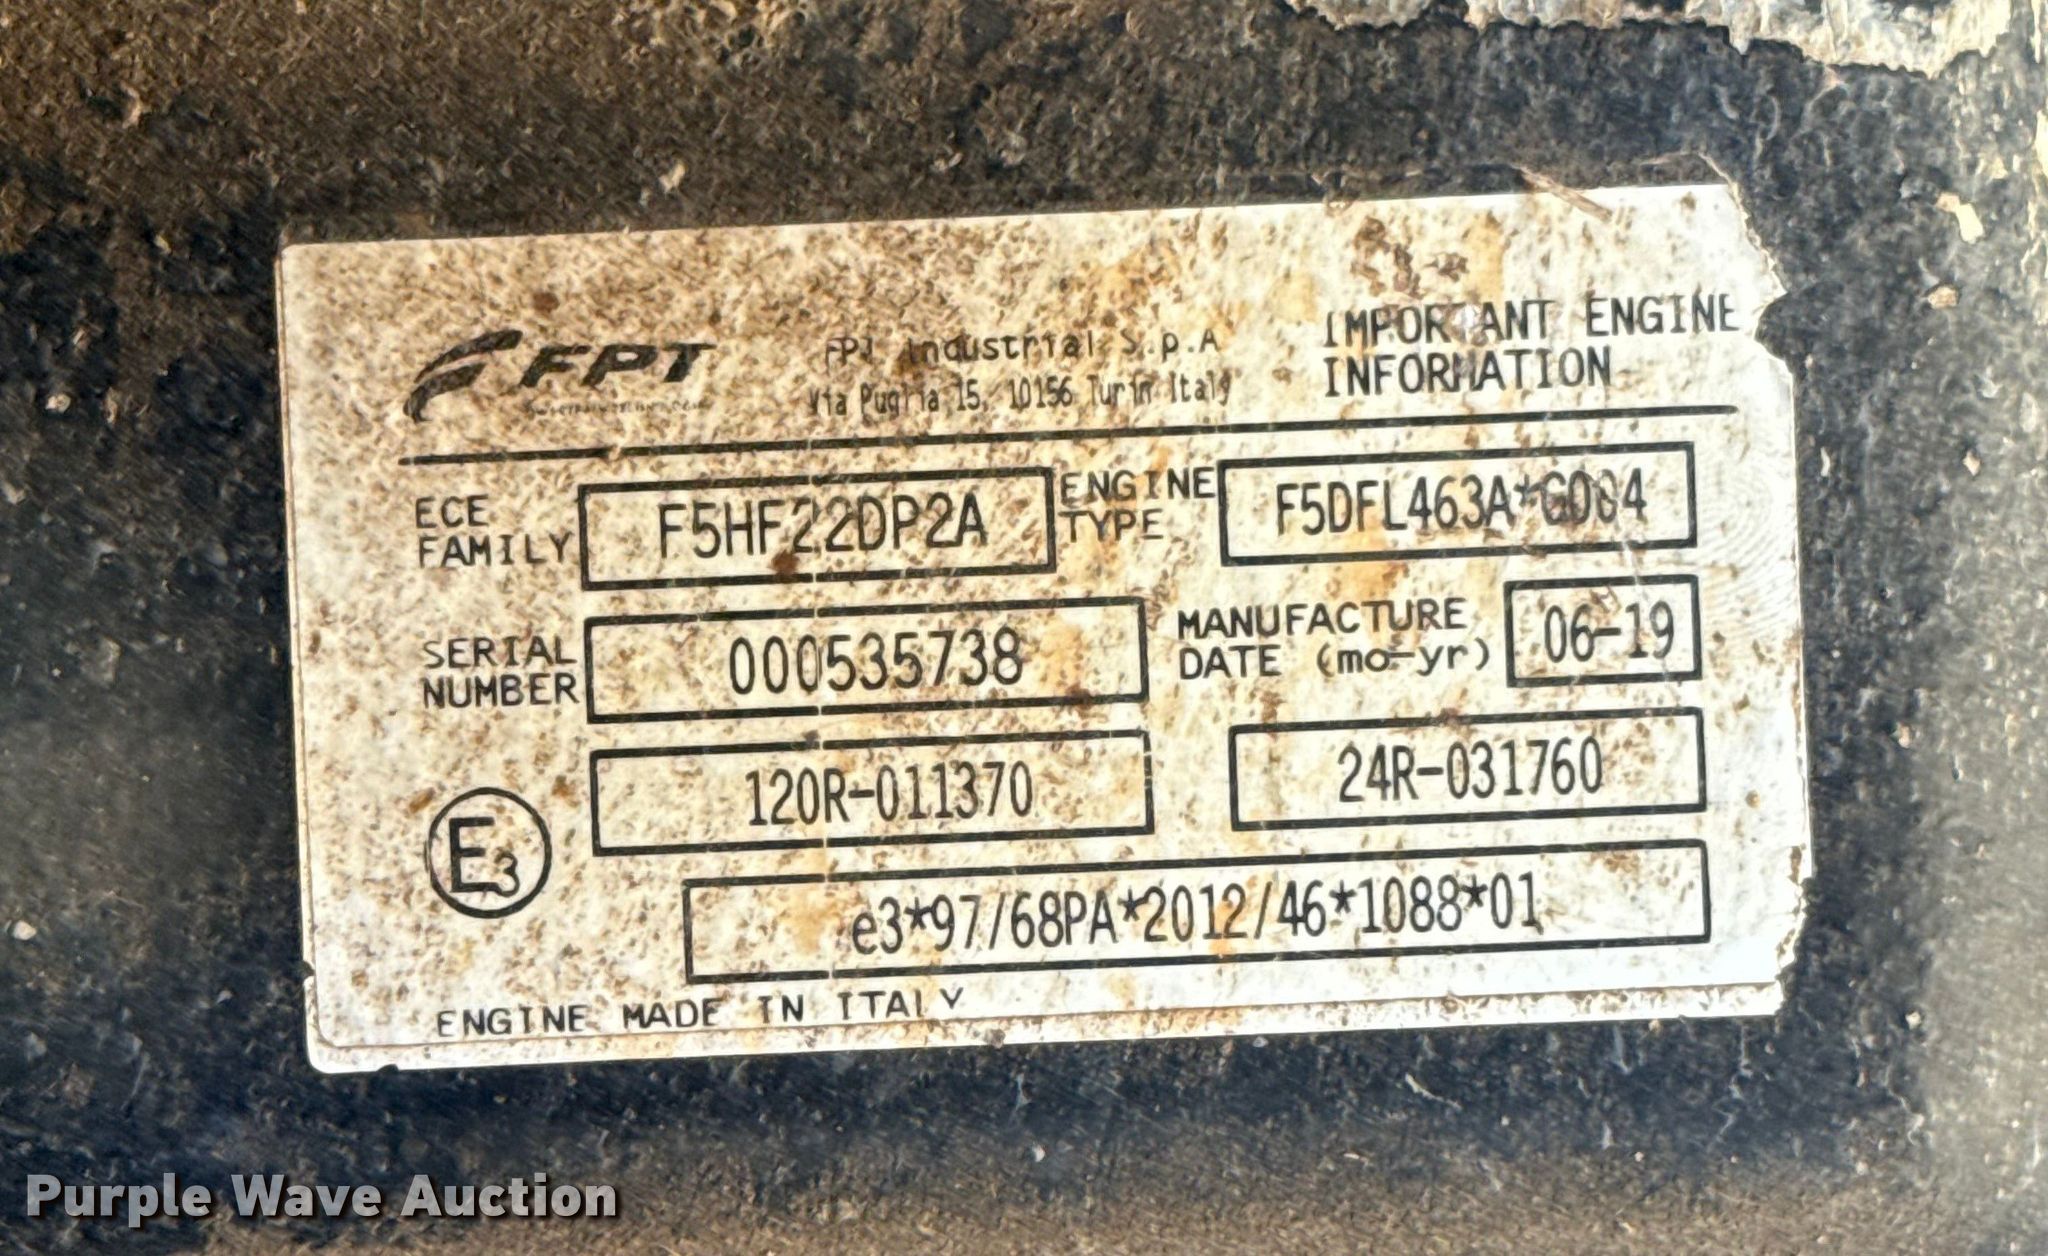 FPT
FPT Industrial S.p.A
Via Puglia 15, 10156 Turin Italy
IMPORTANT ENGINE
INFORMATION
ECE
FAMILY
F5HF22DP2A
ENGINE
TYPE
F5DFL463A*G004
SERIAL
NUMBER
000535738
MANUFACTURE
DATE (mo-yr)
06-19
E3
120R-011370
24R-031760
e3*97/68PA*2012/46*1088*01
ENGINE MADE IN ITALY
Purple Wave Auction